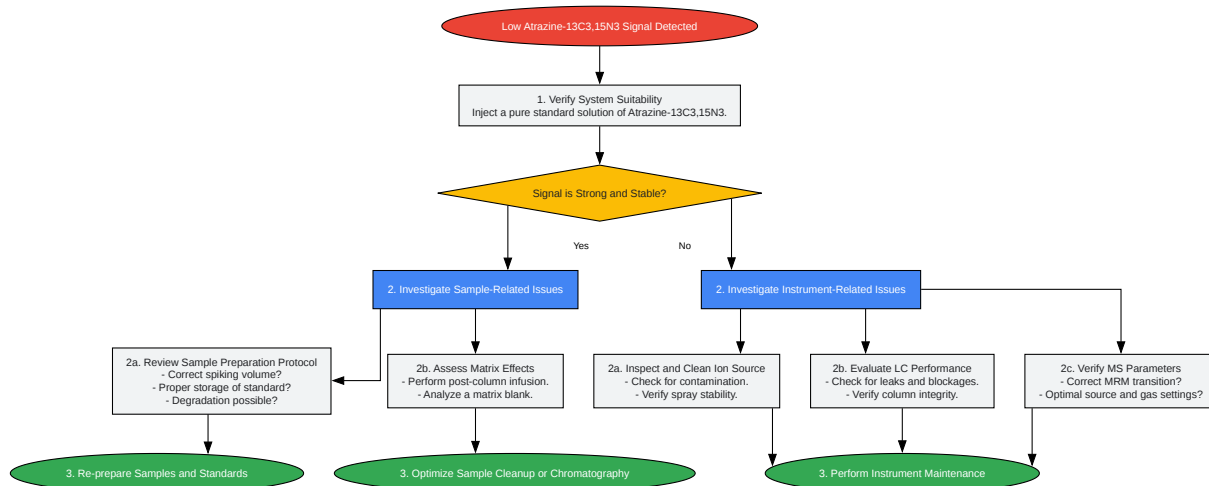 Low Atrazine-13C3,15N3 Signal Detected
1. Verify System Suitability
Inject a pure standard solution of Atrazine-13C3,15N3.
Signal is Strong and Stable?
Yes
No
2. Investigate Sample-Related Issues
2. Investigate Instrument-Related Issues
2a. Review Sample Preparation Protocol
- Correct spiking volume?
- Proper storage of standard?
- Degradation possible?
2b. Assess Matrix Effects
- Perform post-column infusion.
- Analyze a matrix blank.
2a. Inspect and Clean Ion Source
- Check for contamination.
- Verify spray stability.
2b. Evaluate LC Performance
- Check for leaks and blockages.
- Verify column integrity.
2c. Verify MS Parameters
- Correct MRM transition?
- Optimal source and gas settings?
3. Re-prepare Samples and Standards
3. Optimize Sample Cleanup or Chromatography
3. Perform Instrument Maintenance